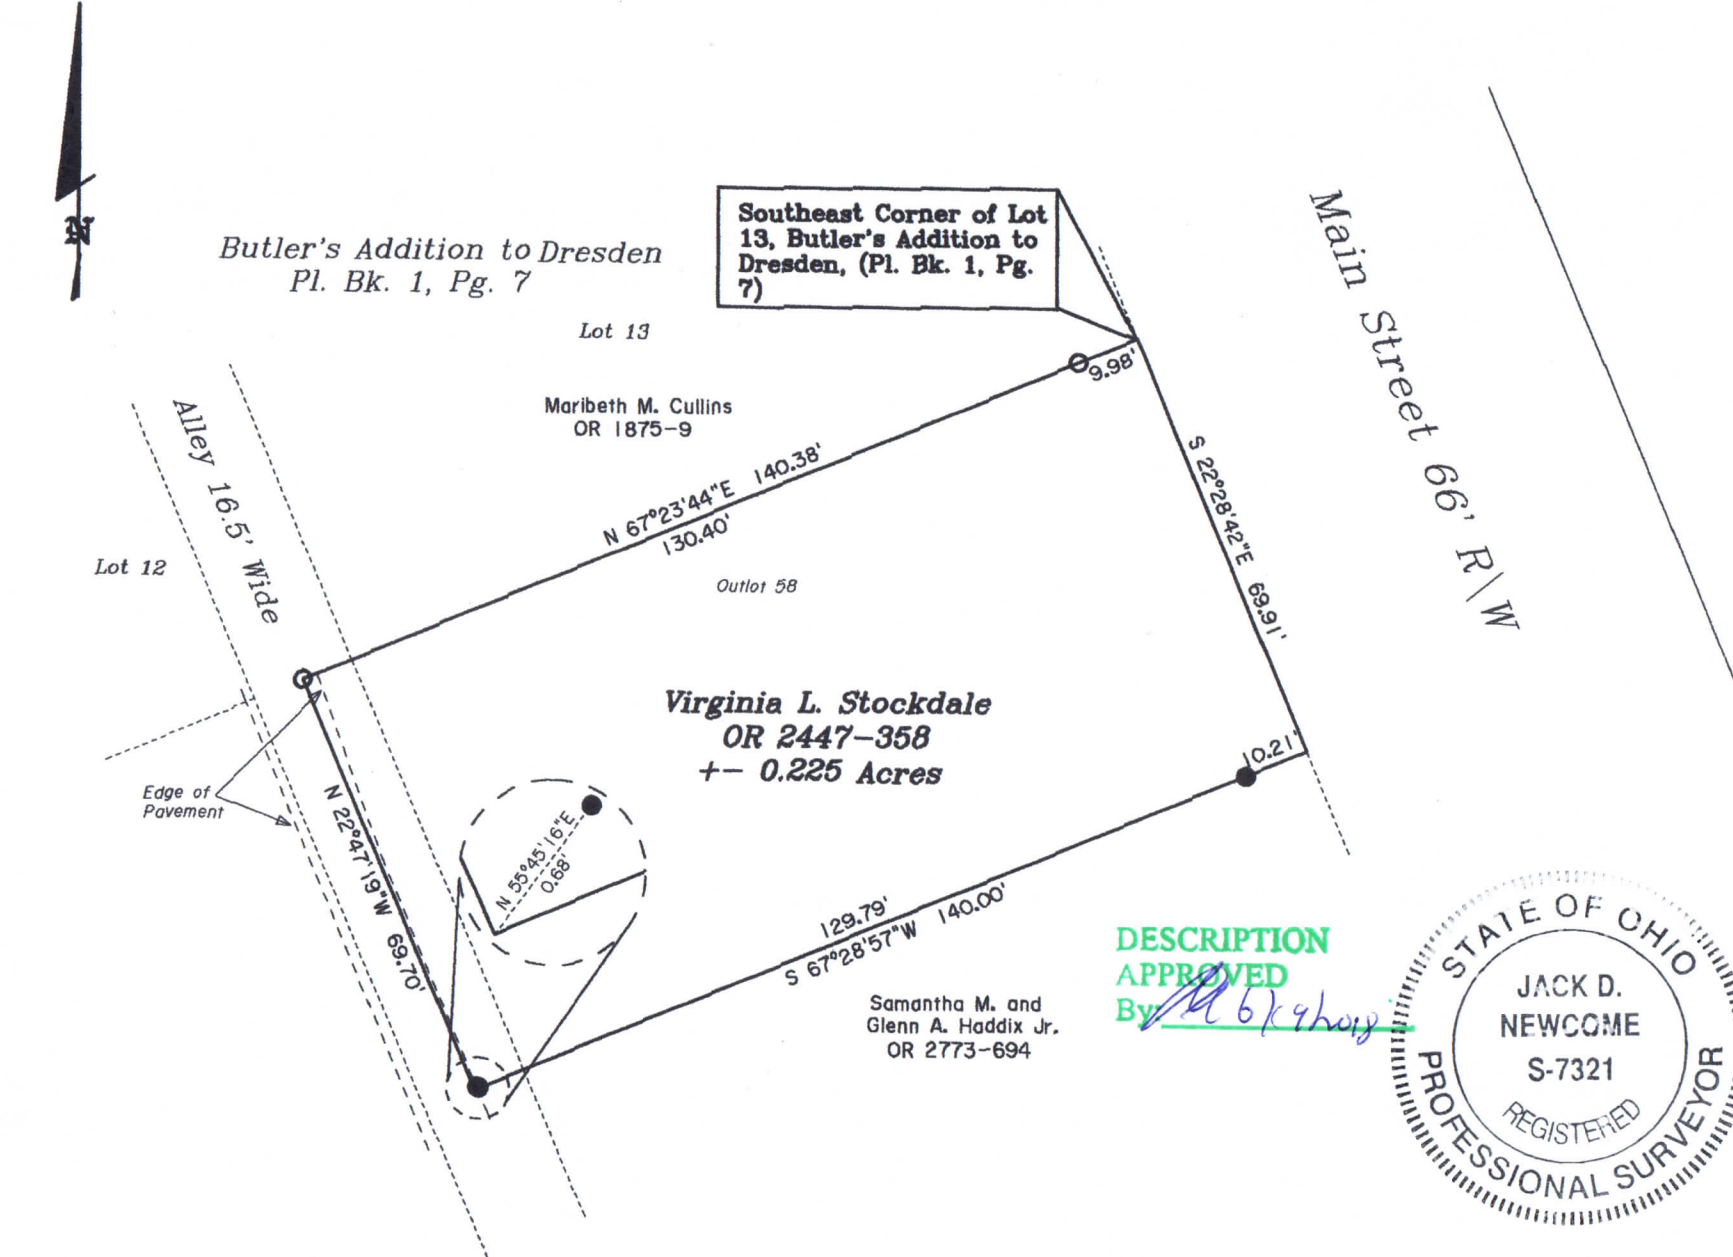 N
Butler's Addition to Dresden
Pl. Bk. 1, Pg. 7
Southeast Corner of Lot
13, Butler's Addition to
Dresden, (Pl. Bk. 1, Pg.
7)
Main Street 66' R\W
Lot 13
9.98'
Maribeth M. Cullins
OR 1875-9
Alley 16.5' Wide
N 67°23'44"E 140.38'
130.40'
S 22°28'42"E 69.91'
Lot 12
Outlot 58
Virginia L. Stockdale
OR 2447-358
+- 0.225 Acres
10.21'
Edge of
Pavement
N 22°47'19"W 69.70'
N 55°45'16"E
0.68'
129.79'
S 67°28'57"W 140.00'
Samantha M. and
Glenn A. Haddix Jr.
OR 2773-694
DESCRIPTION
APPROVED
By:
STATE OF OHIO
JACK D.
NEWCOME
S-7321
REGISTERED
PROFESSIONAL SURVEYOR